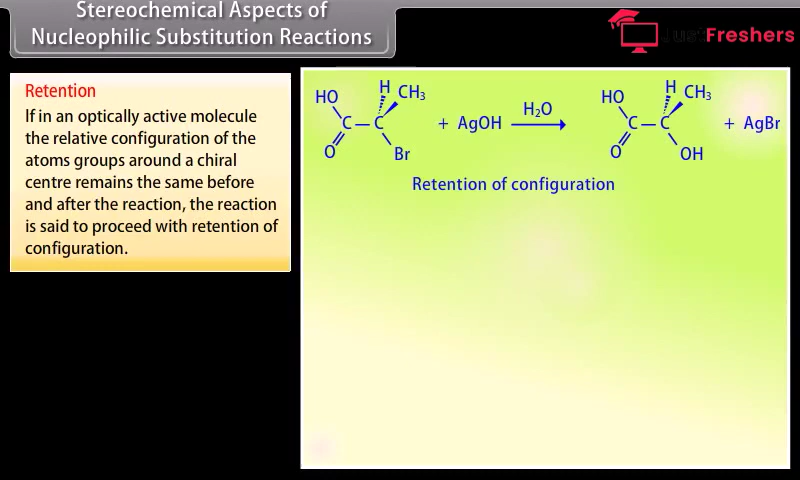 Stereochemical Aspects of
Nucleophilic Substitution Reactions
JustFreshers
Retention
If in an optically active molecule
the relative configuration of the
atoms groups around a chiral
centre remains the same before
and after the reaction, the reaction
is said to proceed with retention of
configuration.
HO H CH₃
C – C
O Br
+ AgOH H₂O
HO H CH₃
C – C
O OH
+ AgBr
Retention of configuration